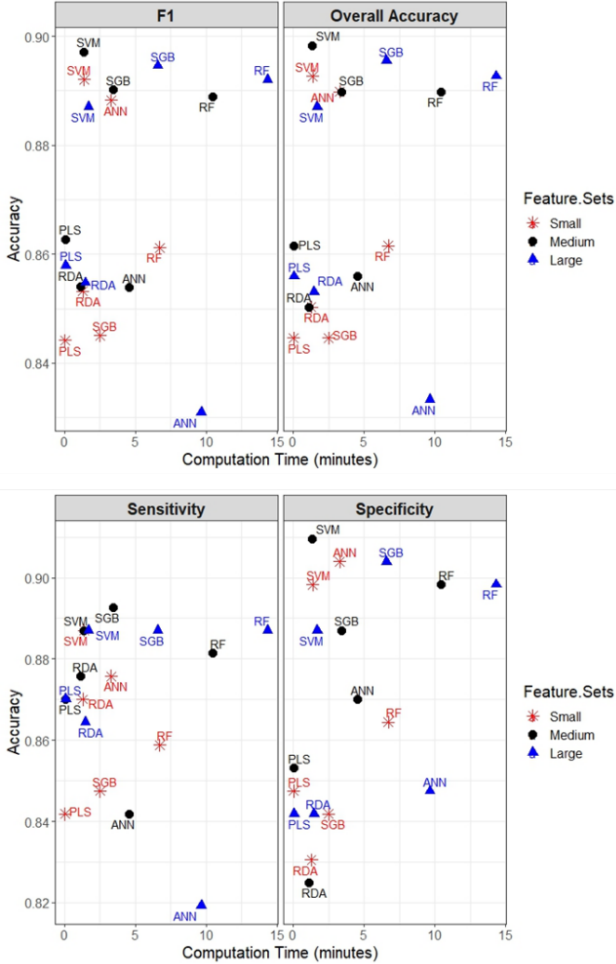 F1
Overall Accuracy
0.90
0.88
0.86
0.84
Accuracy
SVM
SVM
SVM
SGB
ANN
SGB
RF
RF
PLS
PLS
RDA
RDA
RDA
ANN
RF
SGB
PLS
ANN
SVM
SVM
SVM
ANN
SGB
SGB
RF
RF
PLS
PLS
RDA
RDA
RDA
ANN
RF
PLS
SGB
ANN
0
5
10
15
0
5
10
15
Computation Time (minutes)
Computation Time (minutes)
Feature.Sets
Small
Medium
Large
Sensitivity
Specificity
0.90
0.88
0.86
0.84
0.82
Accuracy
SGB
SVM
SVM
SVM
SGB
RF
RF
RDA
ANN
PLS
PLS
RDA
RDA
RF
SGB
PLS
ANN
ANN
SVM
ANN
SVM
SGB
RF
RF
SGB
SVM
ANN
RF
PLS
PLS
RDA
PLS
SGB
ANN
RDA
RDA
0
5
10
15
0
5
10
15
Computation Time (minutes)
Computation Time (minutes)
Feature.Sets
Small
Medium
Large